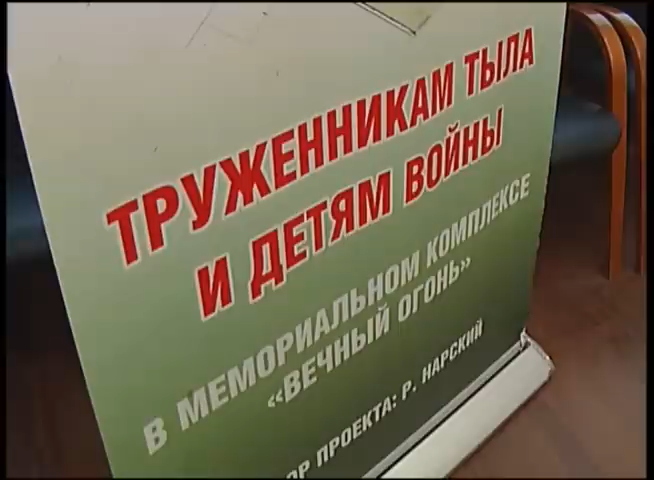 ТРУЖЕННИКАМ ТЫЛА
И ДЕТЯМ ВОЙНЫ
В МЕМОРИАЛЬНОМ КОМПЛЕКСЕ
«ВЕЧНЫЙ ОГОНЬ»
ПРОЕКТА: Р. НАРСКИЙ